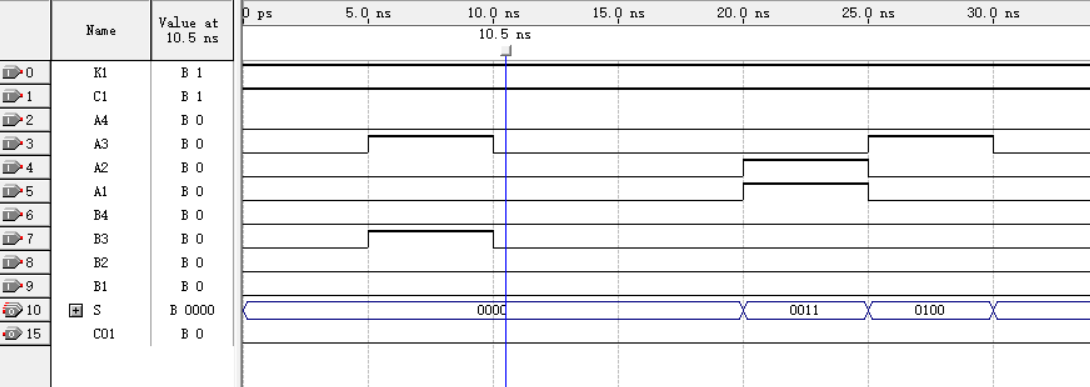 0 ps 5.0 ns 10.0 ns 15.0 ns 20.0 ns 25.0 ns 30.0 ns
Name Value at 10.5 ns
10.5 ns
0 K1 B 1
1 C1 B 1
2 A4 B 0
3 A3 B 0
4 A2 B 0
5 A1 B 0
6 B4 B 0
7 B3 B 0
8 B2 B 0
9 B1 B 0
10 S B 0000 0000 0011 0100
15 CO1 B 0